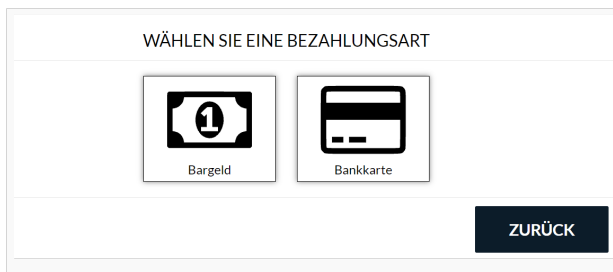 WÄHLEN SIE EINE BEZAHLUNGSART
1
Bargeld
Bankkarte
ZURÜCK